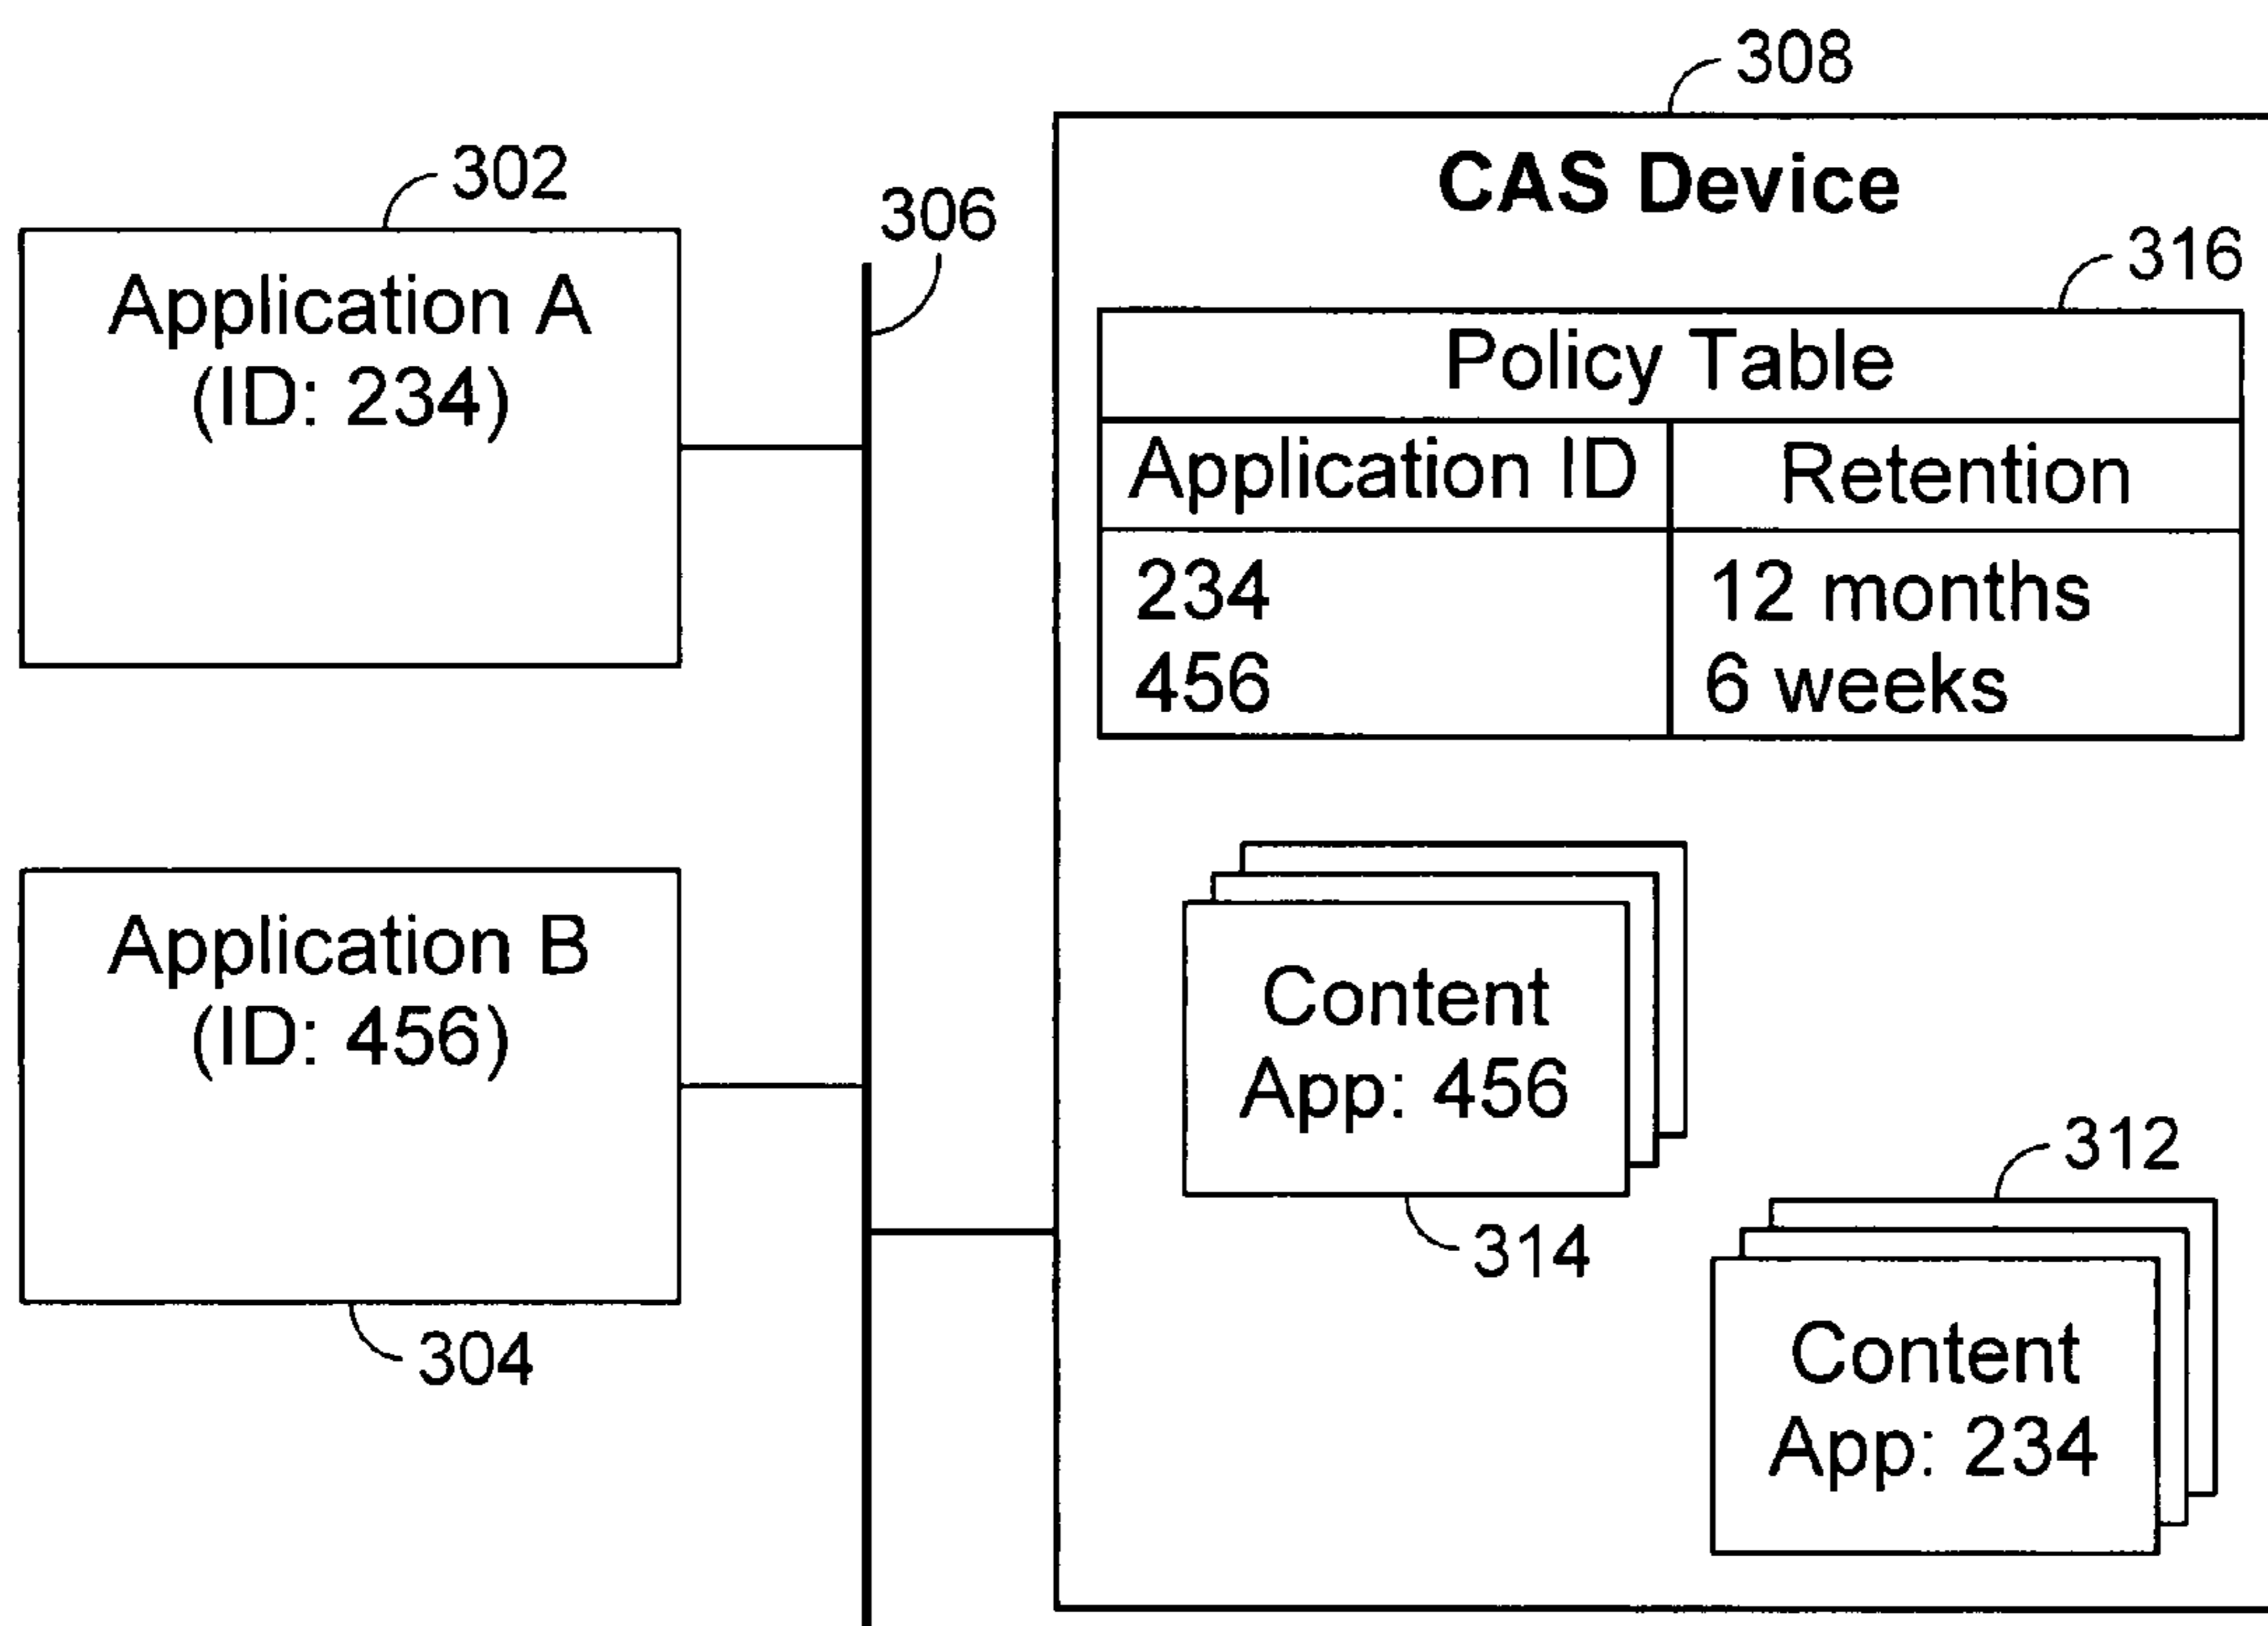 308
CAS Device
302
306
316
Application A
(ID: 234)
Policy Table
Application ID Retention
234 12 months
456 6 weeks
Application B
(ID: 456)
304
Content
App: 456
314
312
Content
App: 234